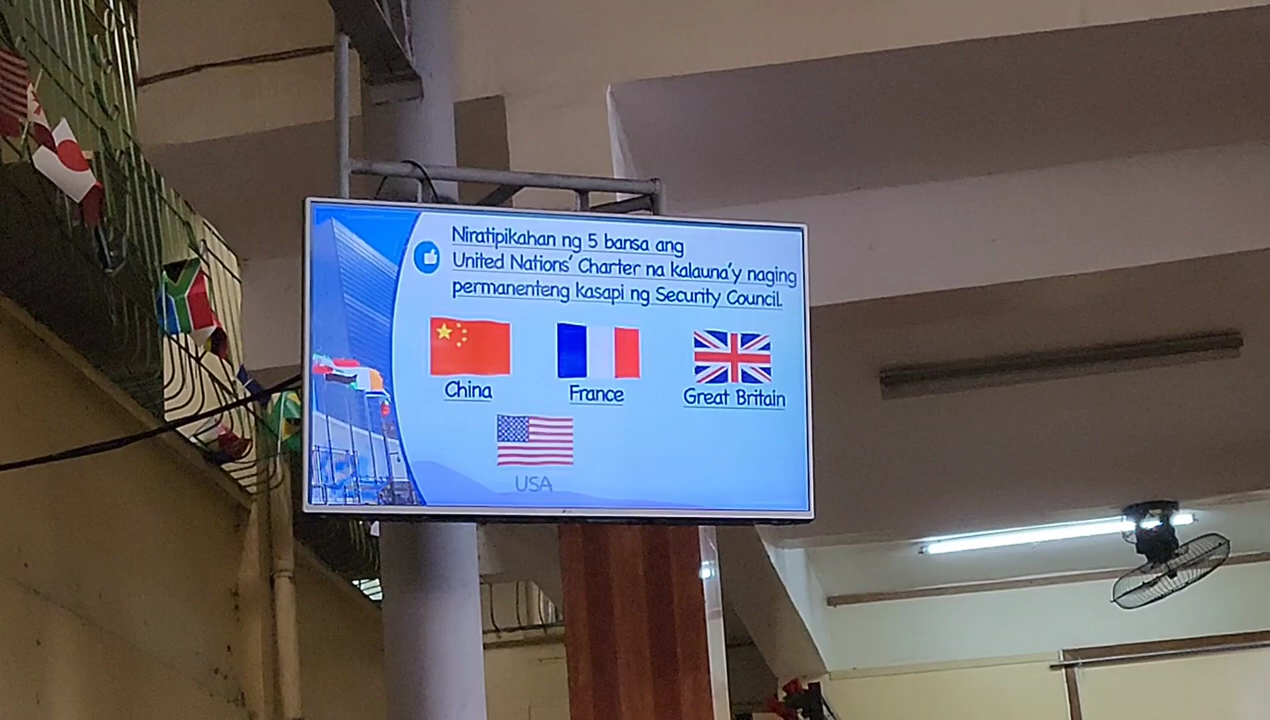 Niratipikahan ng 5 bansa ang
United Nations' Charter na kalauna'y naging
permanenteng kasapi ng Security Council.
China
France
Great Britain
USA